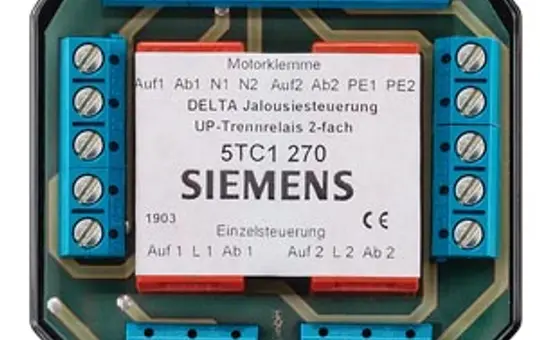 Motorklemme
Auf1 Ab1 N1 N2 Auf2 Ab2 PE1 PE2
DELTA Jalousiesteuerung
UP-Trennrelais 2-fach
5TC1 270
SIEMENS
1903 CE
Einzelsteuerung
Auf 1 L 1 Ab 1 Auf 2 L 2 Ab 2